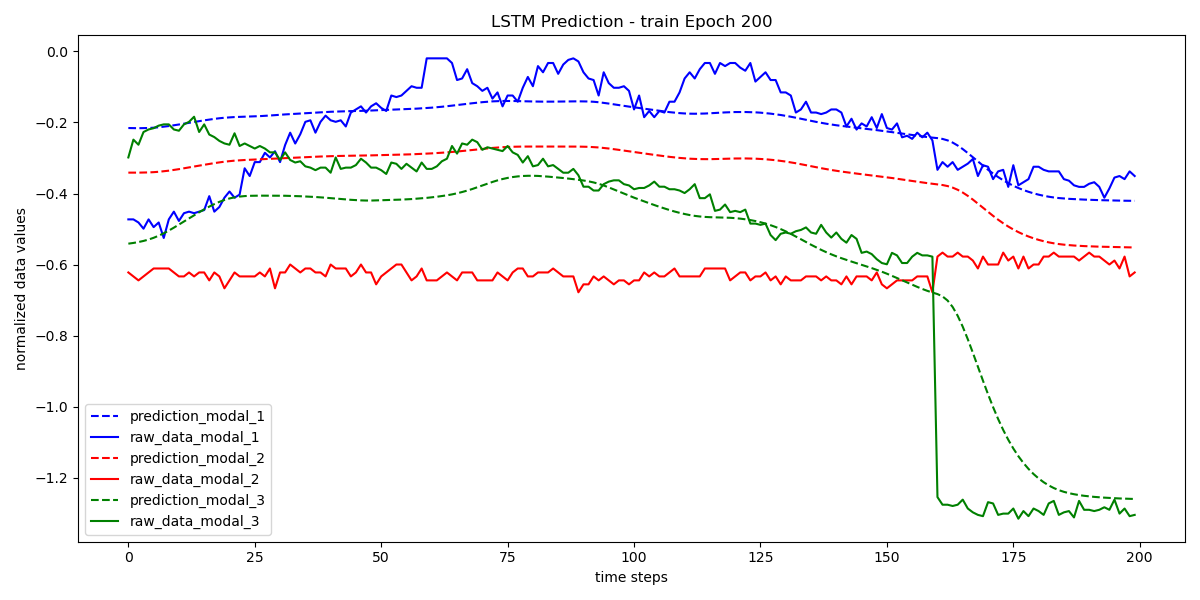 LSTM Prediction - train Epoch 200
normalized data values
0.0
−0.2
−0.4
−0.6
−0.8
−1.0
−1.2
prediction_modal_1
raw_data_modal_1
prediction_modal_2
raw_data_modal_2
prediction_modal_3
raw_data_modal_3
0 25 50 75 100 125 150 175 200
time steps